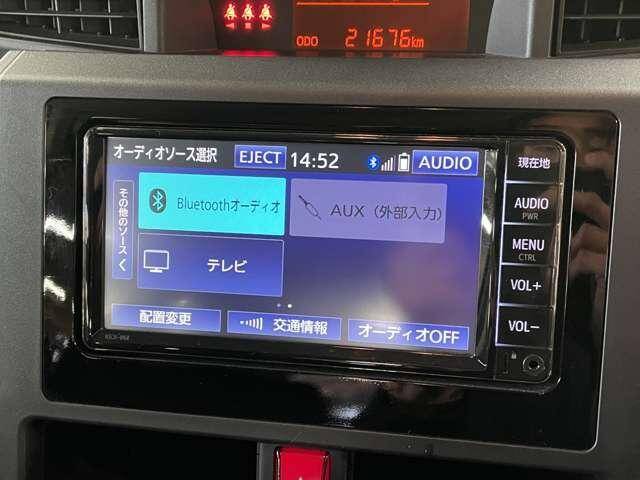 ODO 21676km
オーディオソース選択 EJECT 14:52 AUDIO
その他のソース
Bluetoothオーディオ
AUX（外部入力）
テレビ
配置変更 交通情報 オーディオOFF
現在地
AUDIO
PWR
MENU
CTRL
VOL+
VOL−